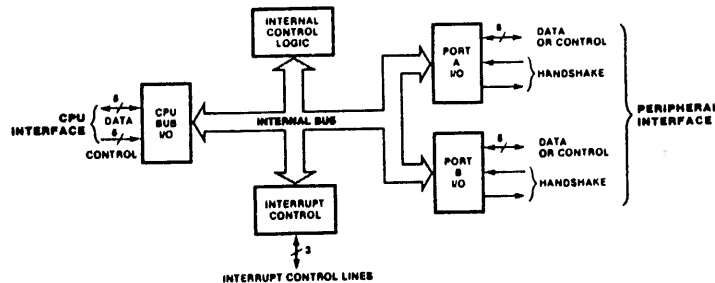 INTERNAL
CONTROL
LOGIC
8
DATA
OR CONTROL
PORT
A
I/O
HANDSHAKE
CPU
INTERFACE
8
DATA
6
CONTROL
CPU
BUS
I/O
INTERNAL BUS
PERIPHERAL
INTERFACE
8
DATA
OR CONTROL
PORT
B
I/O
HANDSHAKE
INTERRUPT
CONTROL
3
INTERRUPT CONTROL LINES